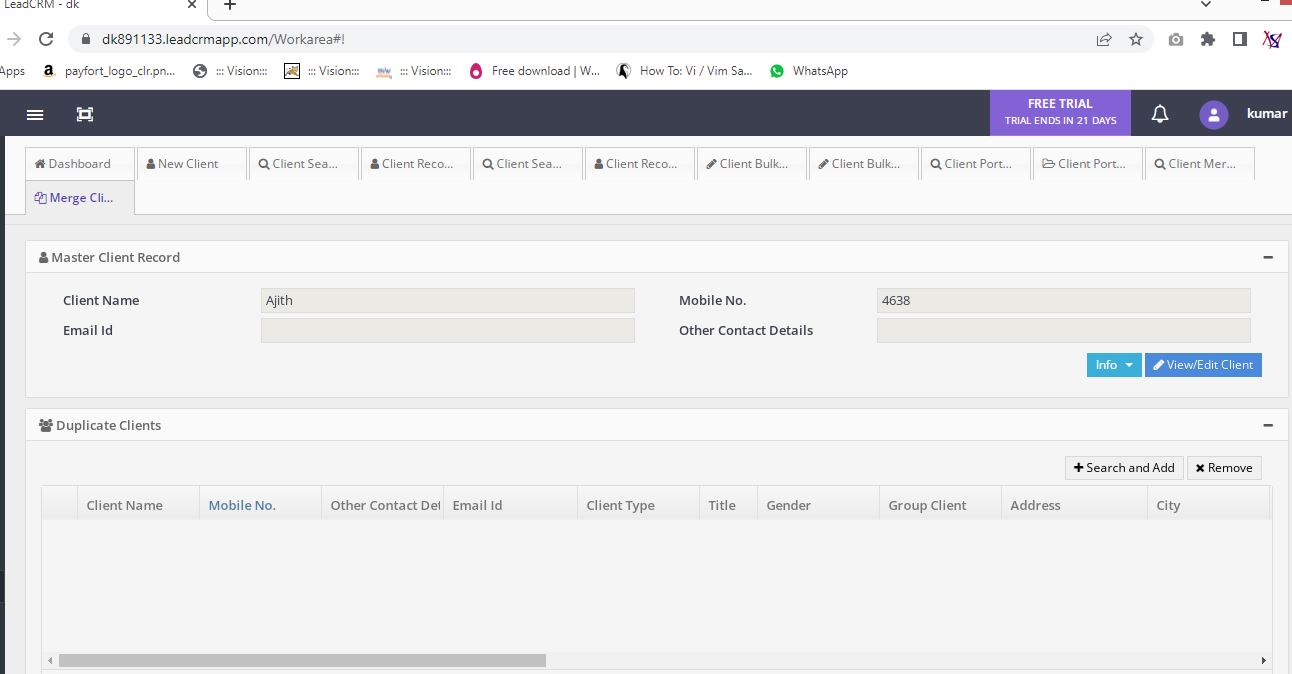 LeadCRM - dk
dk891133.leadcrmapp.com/Workarea#!
Apps payfort_logo_clr.pn... ::: Vision::: ::: Vision::: ::: Vision::: Free download | W... How To: Vi / Vim Sa... WhatsApp
FREE TRIAL
TRIAL ENDS IN 21 DAYS
kumar
Dashboard New Client Client Sea... Client Reco... Client Sea... Client Reco... Client Bulk... Client Bulk... Client Port... Client Port... Client Mer...
Merge Cli...
Master Client Record
Client Name Ajith Mobile No. 4638
Email Id Other Contact Details
Info View/Edit Client
Duplicate Clients
Search and Add Remove
Client Name Mobile No. Other Contact Det Email Id Client Type Title Gender Group Client Address City